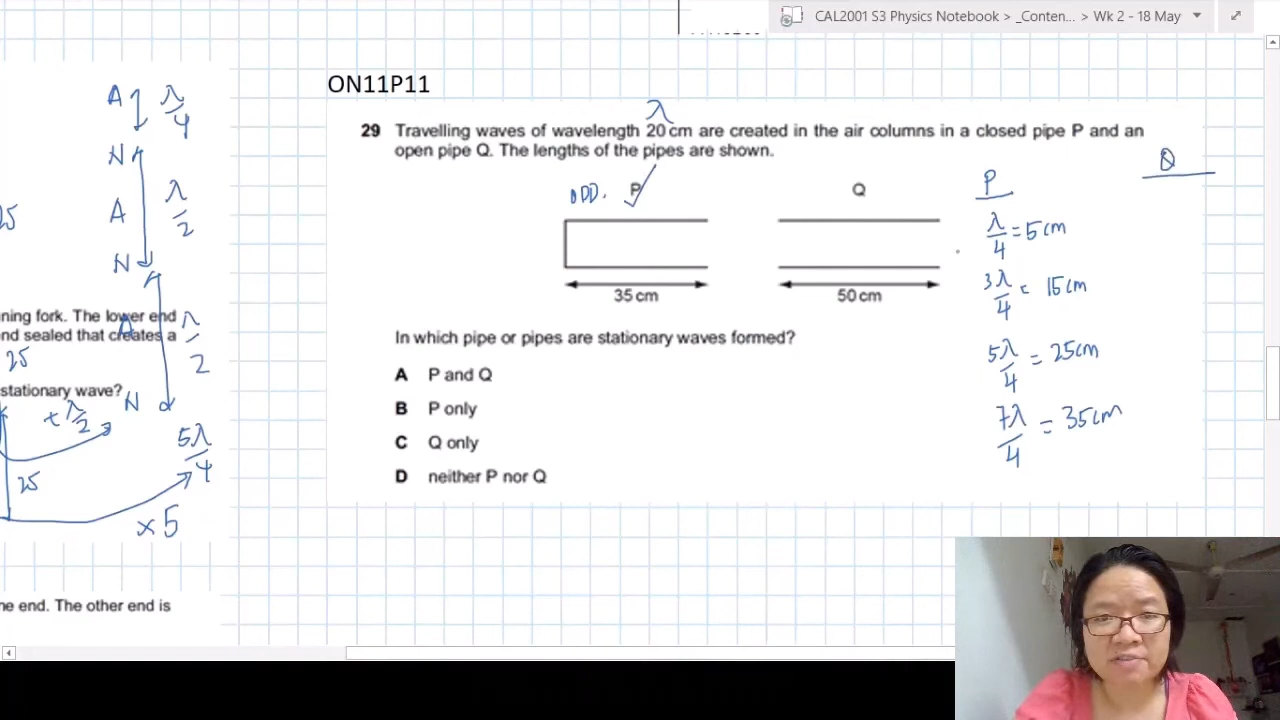 CAL2001 S3 Physics Notebook > _Conten... > Wk 2 - 18 May
ON11P11
A λ/4
N
A λ/2
N
A λ/2
N
25
ning fork. The lower end
nd sealed that creates a
25
stationary wave?
+λ/2
5λ/4
25
×5
ne end. The other end is
λ
29 Travelling waves of wavelength 20 cm are created in the air columns in a closed pipe P and an
open pipe Q. The lengths of the pipes are shown.
ODD. P ✓
Q
35 cm
50 cm
In which pipe or pipes are stationary waves formed?
A P and Q
B P only
C Q only
D neither P nor Q
P
λ/4 = 5 cm
3λ/4 = 15 cm
5λ/4 = 25 cm
7λ/4 = 35 cm
Q